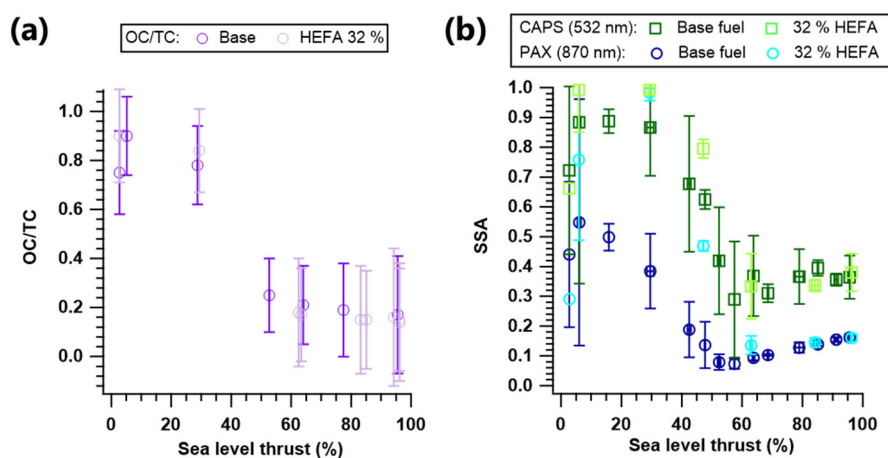 (a)
OC/TC: Base HEFA 32 %
OC/TC
1.0
0.8
0.6
0.4
0.2
0.0
0 20 40 60 80 100
Sea level thrust (%)
(b)
CAPS (532 nm): Base fuel 32 % HEFA
PAX (870 nm): Base fuel 32 % HEFA
SSA
1.0
0.9
0.8
0.7
0.6
0.5
0.4
0.3
0.2
0.1
0.0
0 20 40 60 80 100
Sea level thrust (%)